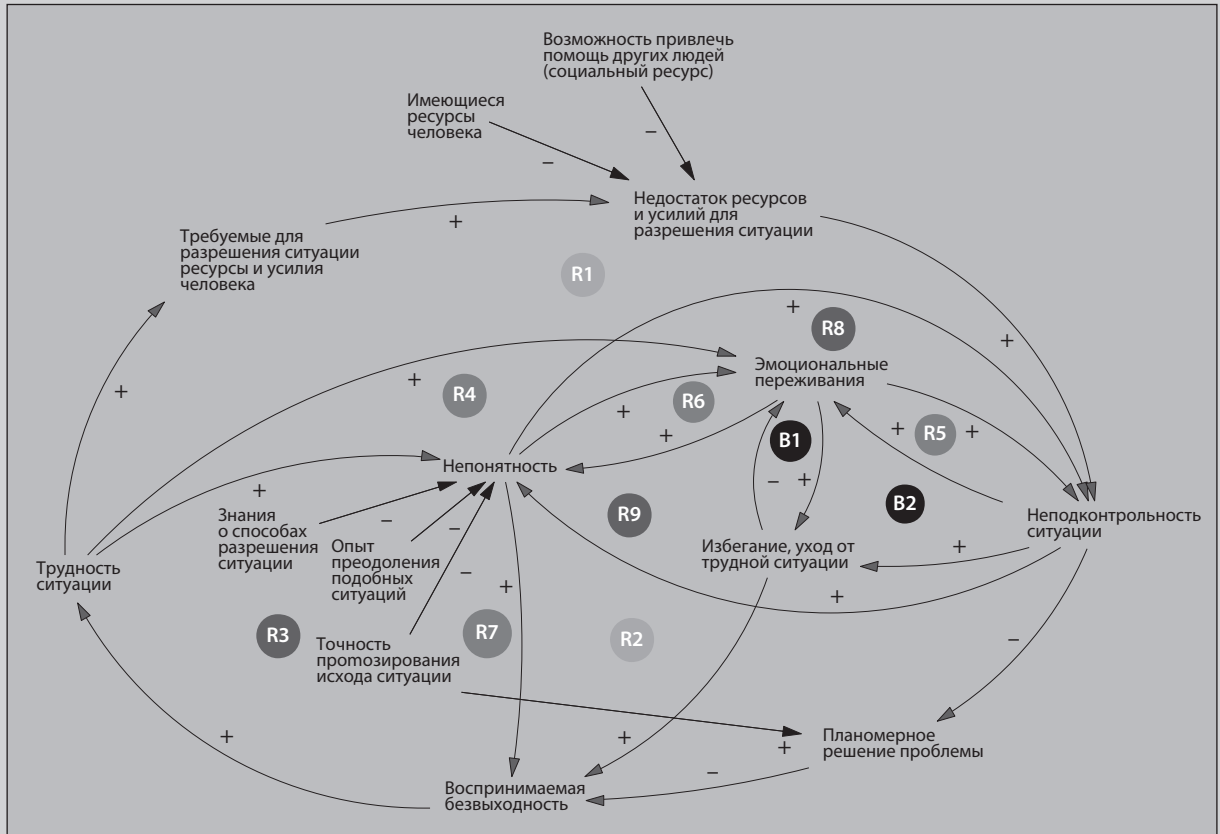 Возможность привлечь
помощь других людей
(социальный ресурс)
Имеющиеся
ресурсы
человека
–
–
Недостаток ресурсов
и усилий для
разрешения ситуации
+
Требуемые для
разрешения ситуации
ресурсы и усилия
человека
R1
+
R8
+
Эмоциональные
переживания
+
R4
+
R6
+
+
+
R5
+
B1
Непонятность
+
–
+
B2
Знания
о способах
разрешения
ситуации
–
–
Опыт
преодоления
подобных
ситуаций
R9
Неподконтрольность
ситуации
Избегание, уход от
трудной ситуации
+
Трудность
ситуации
–
+
+
R3
R7
R2
Точность
протозирования
исхода ситуации
–
+
+
Планомерное
решение проблемы
+
–
Воспринимаемая
безвыходность